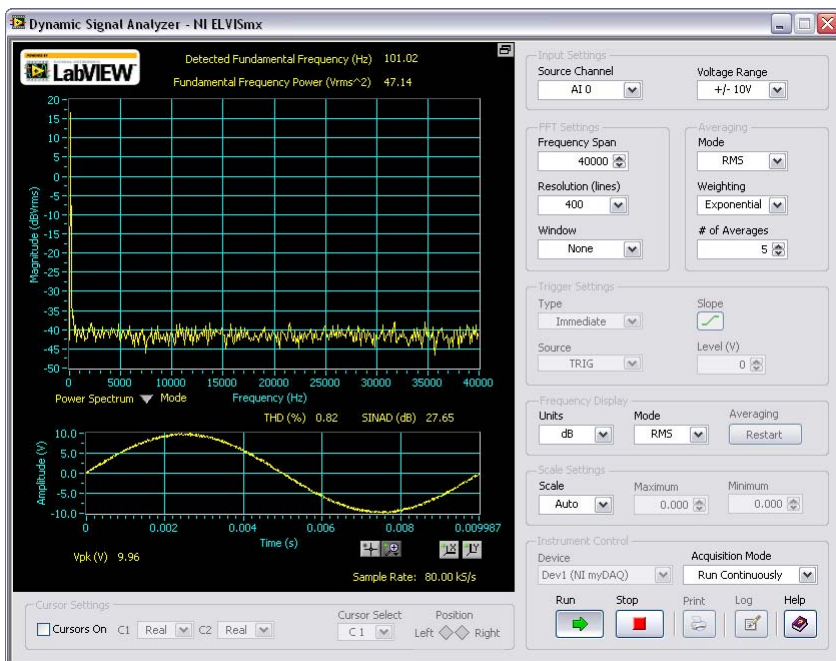 Dynamic Signal Analyzer - NI ELVISmx
LabVIEW
Detected Fundamental Frequency (Hz) 101.02
Fundamental Frequency Power (Vrms^2) 47.14
20
15
10
5
0
-5
-10
-15
-20
-25
-30
-35
-40
-45
-50
Magnitude (dBVrms)
0 5000 10000 15000 20000 25000 30000 35000 40000
Power Spectrum Mode Frequency (Hz)
THD (%) 0.82 SINAD (dB) 27.65
10.0
5.0
0.0
-5.0
-10.0
Amplitude (V)
0 0.002 0.004 0.006 0.008 0.009987
Time (s)
Vpk (V) 9.96
X Y
Sample Rate: 80.00 kS/s
Cursor Settings
Cursors On C1 Real C2 Real
Cursor Select
C1
Position
Left Right
Input Settings
Source Channel Voltage Range
AI 0 +/- 10V
FFT Settings
Frequency Span
40000
Resolution (lines)
400
Window
None
Averaging
Mode
RMS
Weighting
Exponential
# of Averages
5
Trigger Settings
Type Slope
Immediate
Source Level (V)
TRIG 0
Frequency Display
Units Mode Averaging
dB RMS Restart
Scale Settings
Scale Maximum Minimum
Auto 0.000 0.000
Instrument Control
Device Acquisition Mode
Dev1 (NI myDAQ) Run Continuously
Run Stop Print Log Help